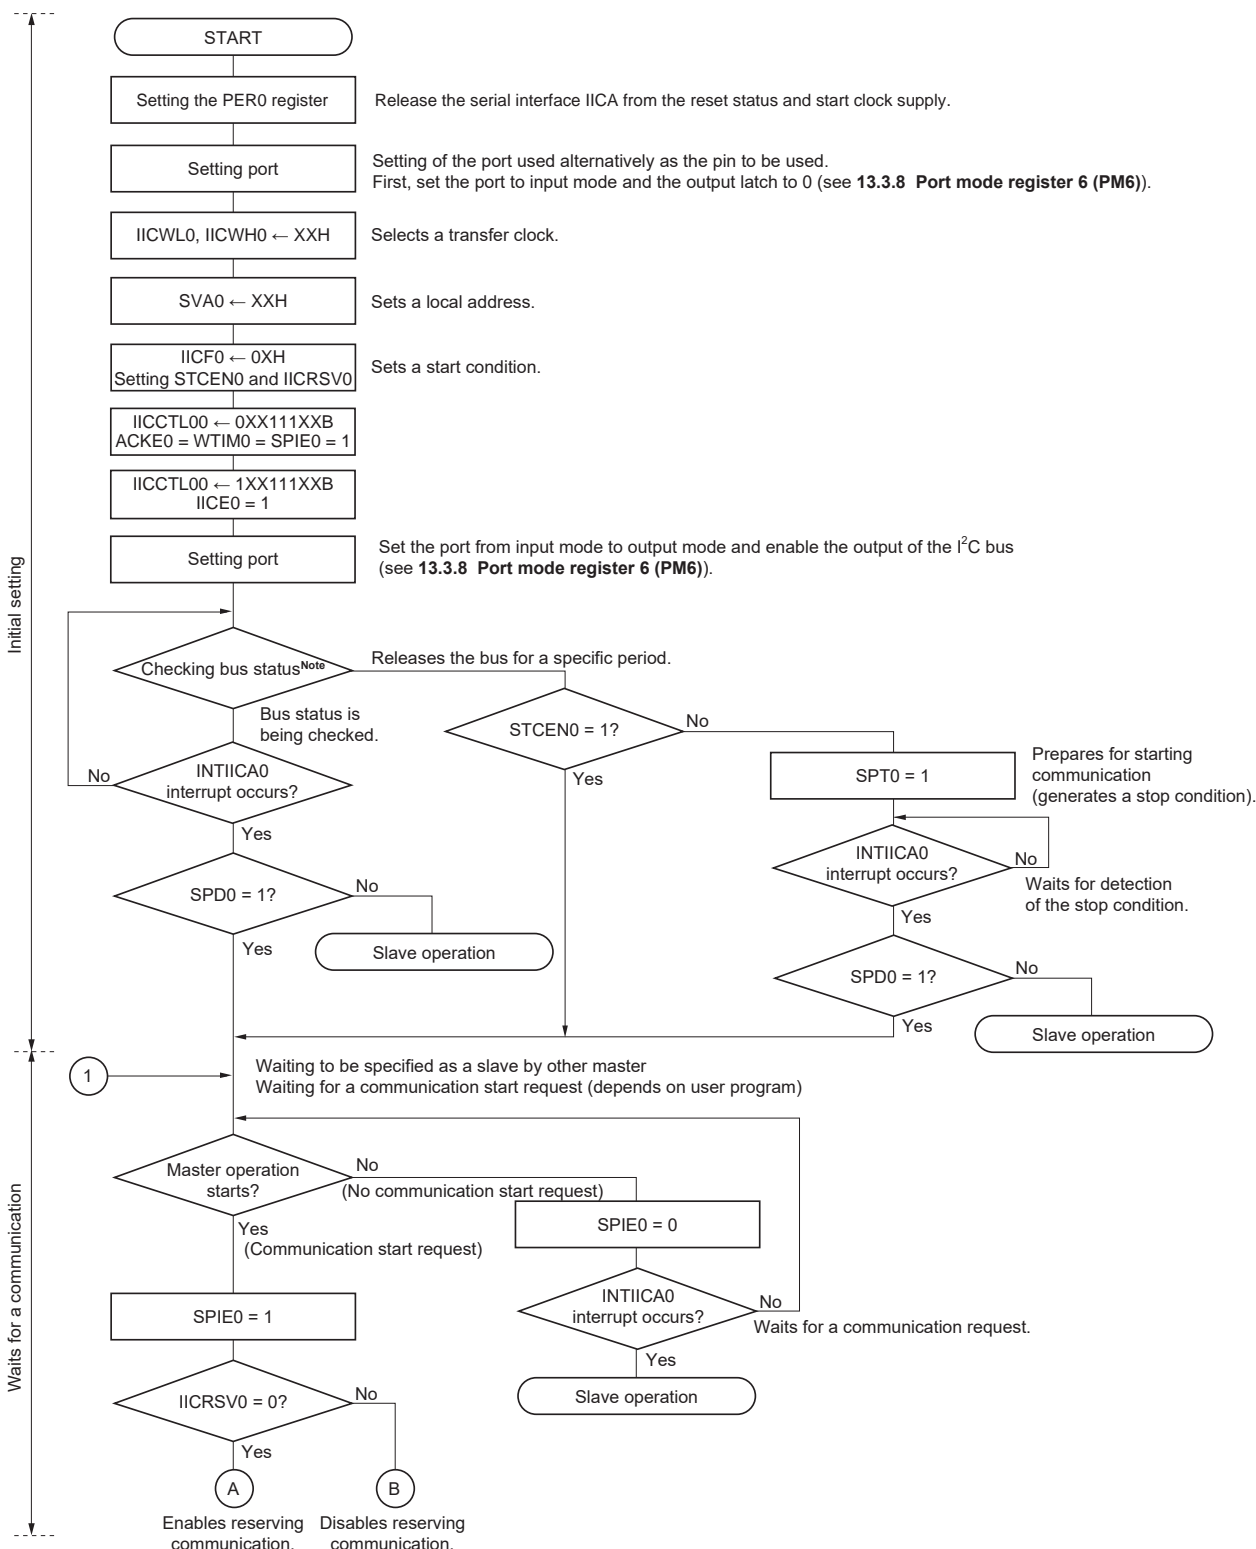 START
Setting the PER0 register
Release the serial interface IICA from the reset status and start clock supply.
Setting port
Setting of the port used alternatively as the pin to be used.
First, set the port to input mode and the output latch to 0 (see 13.3.8 Port mode register 6 (PM6)).
IICWL0, IICWH0 ← XXH
Selects a transfer clock.
SVA0 ← XXH
Sets a local address.
IICF0 ← 0XH
Setting STCEN0 and IICRSV0
Sets a start condition.
IICCTL00 ← 0XX111XXB
ACKE0 = WTIM0 = SPIE0 = 1
IICCTL00 ← 1XX111XXB
IICE0 = 1
Setting port
Set the port from input mode to output mode and enable the output of the I²C bus
(see 13.3.8 Port mode register 6 (PM6)).
Initial setting
Checking bus status Note
Releases the bus for a specific period.
Bus status is
being checked.
STCEN0 = 1?
No
Yes
SPT0 = 1
Prepares for starting
communication
(generates a stop condition).
INTIICA0
interrupt occurs?
No
Yes
INTIICA0
interrupt occurs?
No
Waits for detection
of the stop condition.
Yes
SPD0 = 1?
No
Yes
Slave operation
SPD0 = 1?
No
Yes
Slave operation
1
Waiting to be specified as a slave by other master
Waiting for a communication start request (depends on user program)
Waits for a communication
Master operation
starts?
No
(No communication start request)
Yes
(Communication start request)
SPIE0 = 0
INTIICA0
interrupt occurs?
No
Waits for a communication request.
Yes
Slave operation
SPIE0 = 1
IICRSV0 = 0?
No
Yes
A
B
Enables reserving
communication.
Disables reserving
communication.